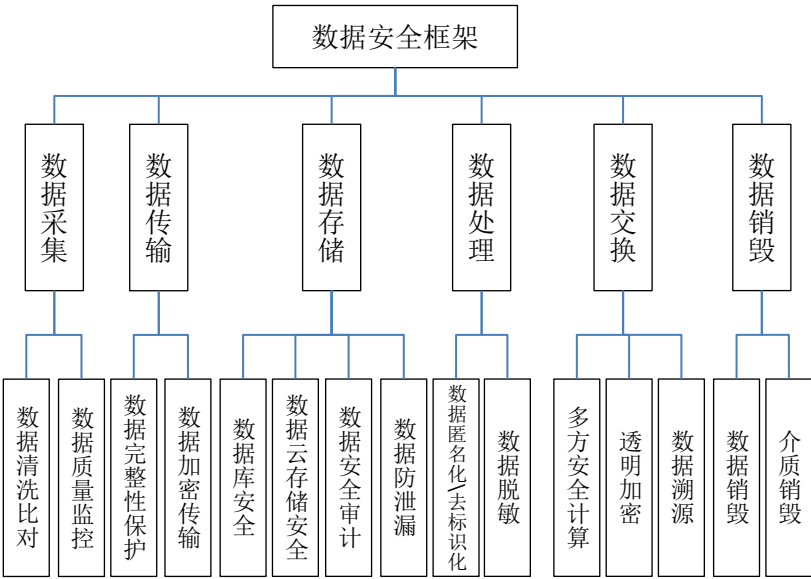 数据安全框架
数据采集
数据传输
数据存储
数据处理
数据交换
数据销毁
数据清洗比对
数据质量监控
数据完整性保护
数据加密传输
数据库安全
数据云存储安全
数据安全审计
数据防泄漏
数据匿名化\去标识化
数据脱敏
多方安全计算
透明加密
数据溯源
数据销毁
介质销毁